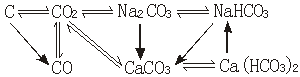 C ⇌ CO₂ ⇌ Na₂CO₃ ⇌ NaHCO₃
CO CaCO₃ ⇌ Ca(HCO₃)₂